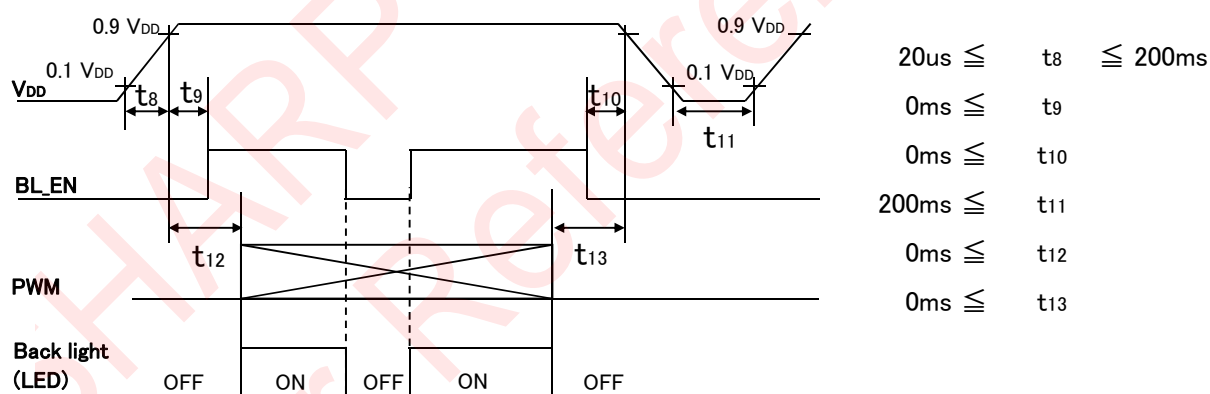 0.9 VDD
0.9 VDD
20us ≦ t8 ≦ 200ms
0.1 VDD
0.1 VDD
VDD
t8
t9
t10
0ms ≦ t9
t11
0ms ≦ t10
BL_EN
200ms ≦ t11
t12
t13
0ms ≦ t12
PWM
0ms ≦ t13
Back light
(LED)
OFF
ON
OFF
ON
OFF